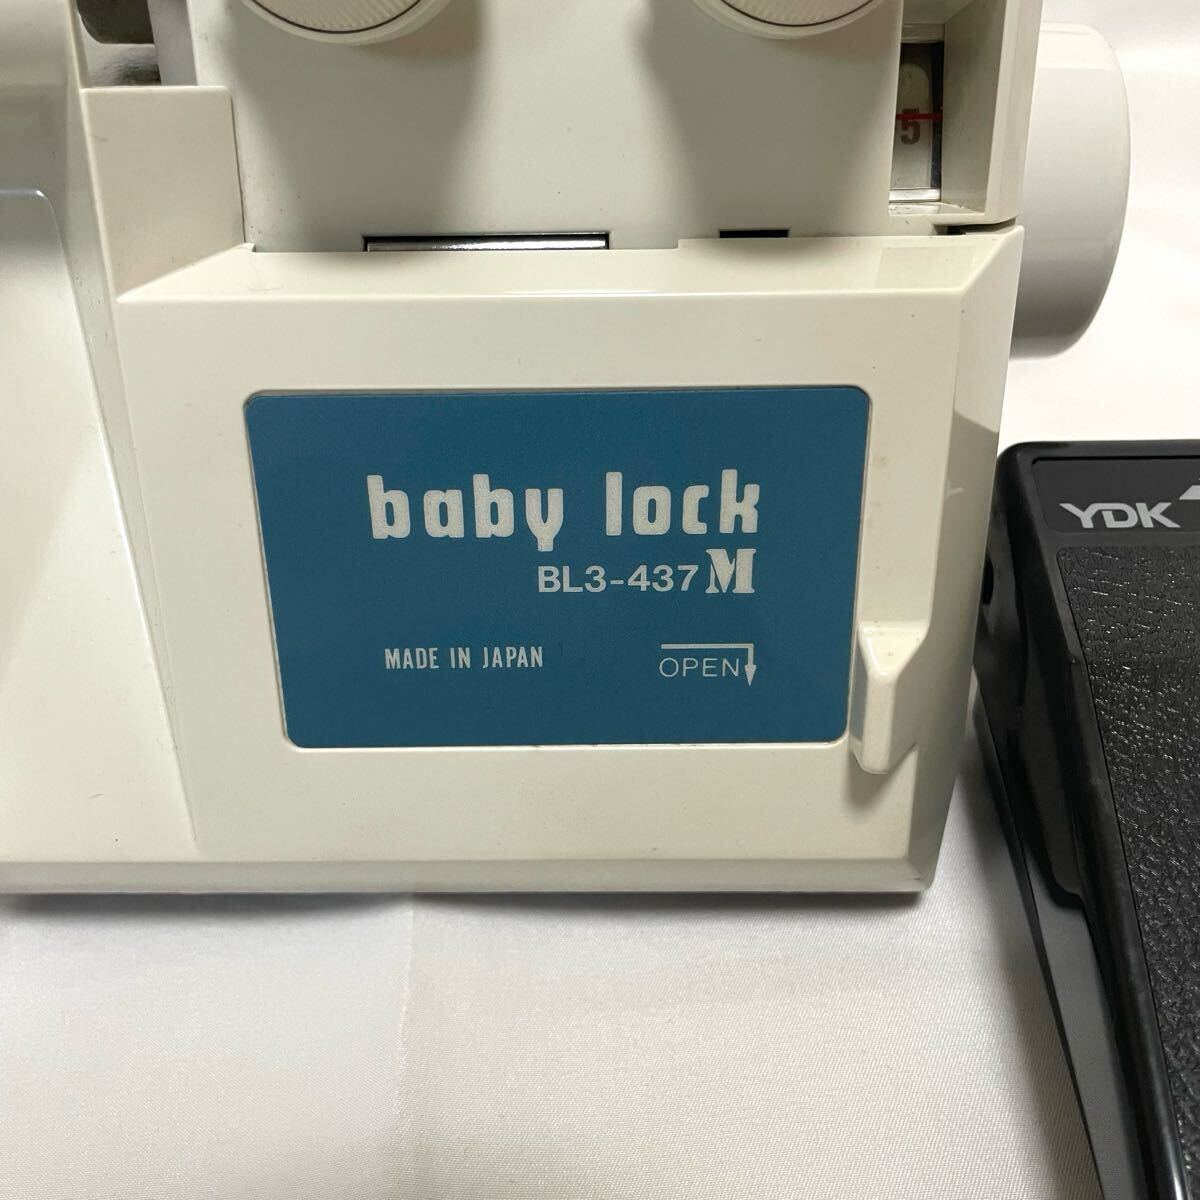 5
baby lock
BL3-437 M
MADE IN JAPAN
OPEN
YDK